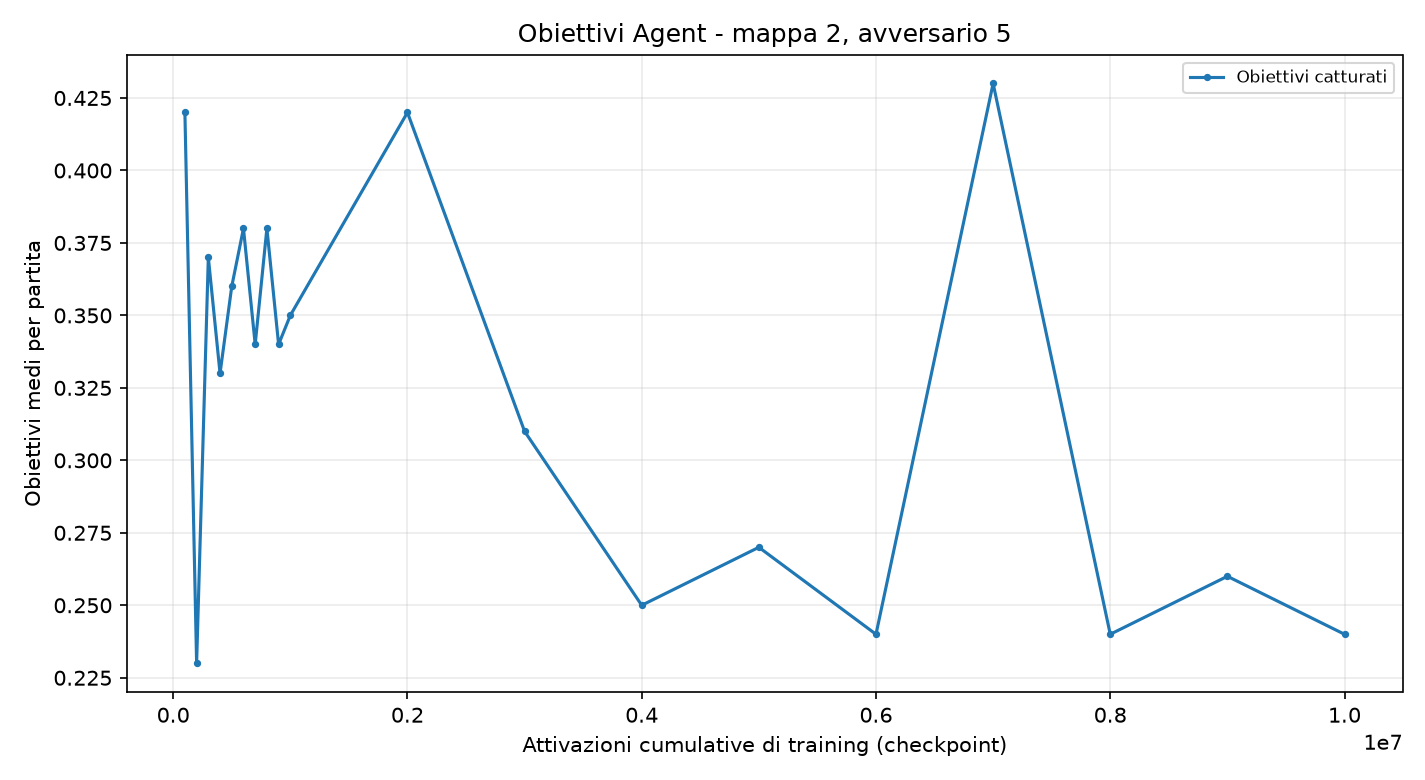 Obiettivi Agent - mappa 2, avversario 5
Obiettivi catturati
Obiettivi medi per partita
0.425
0.400
0.375
0.350
0.325
0.300
0.275
0.250
0.225
0.0 0.2 0.4 0.6 0.8 1.0
1e7
Attivazioni cumulative di training (checkpoint)